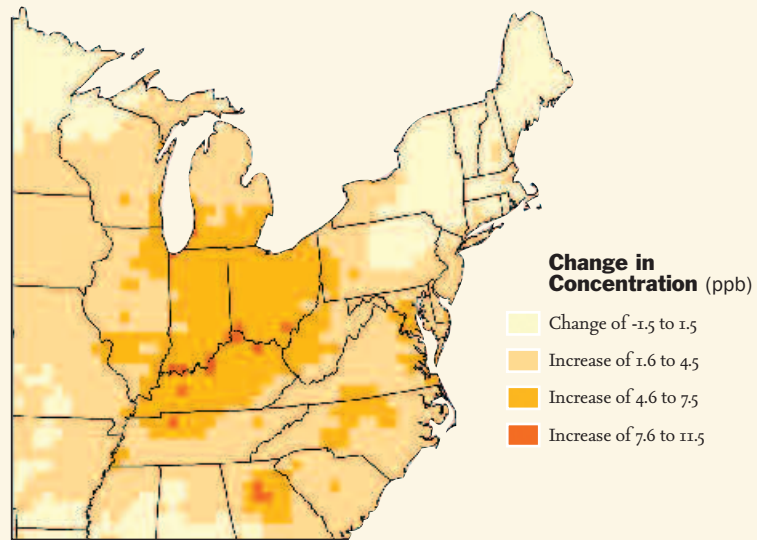 Change in
Concentration (ppb)
Change of -1.5 to 1.5
Increase of 1.6 to 4.5
Increase of 4.6 to 7.5
Increase of 7.6 to 11.5